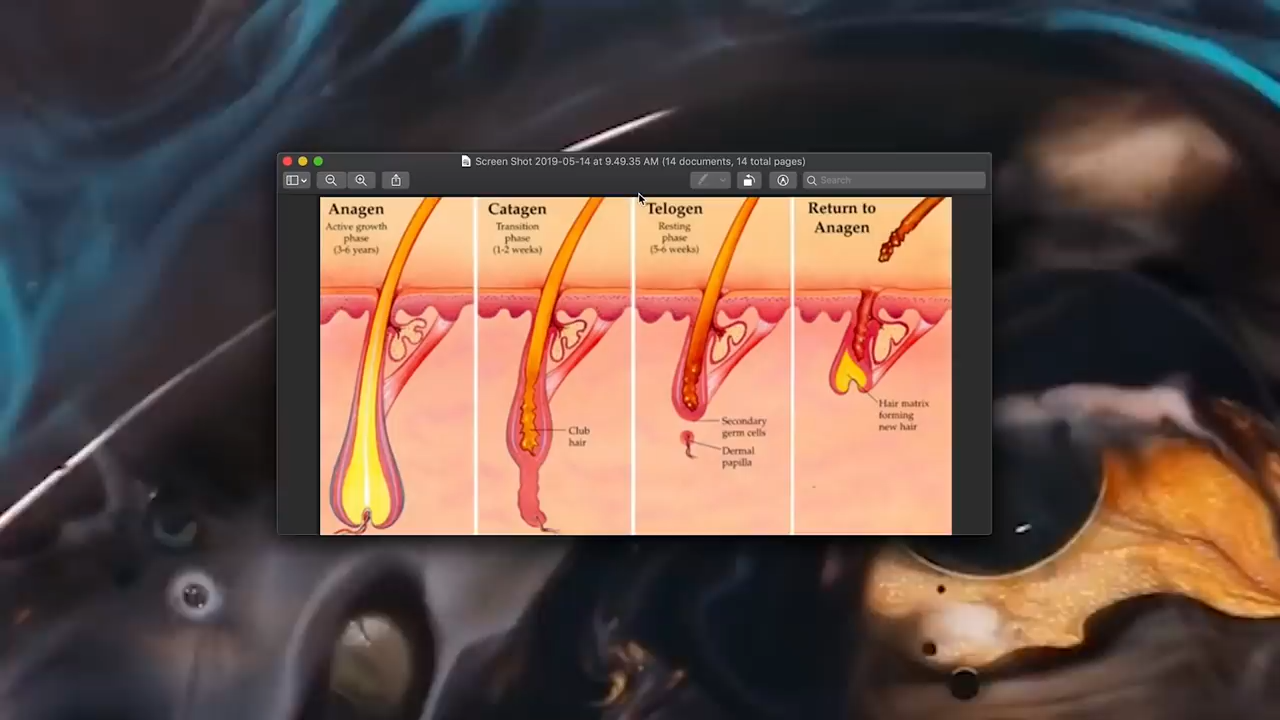 Screen Shot 2019-05-14 at 9.49.35 AM (14 documents, 14 total pages)
Search
Anagen
Active growth
phase
(3-6 years)
Catagen
Transition
phase
(1-2 weeks)
Telogen
Resting
phase
(5-6 weeks)
Return to
Anagen
Club
hair
Secondary
germ cells
Dermal
papilla
Hair matrix
forming
new hair